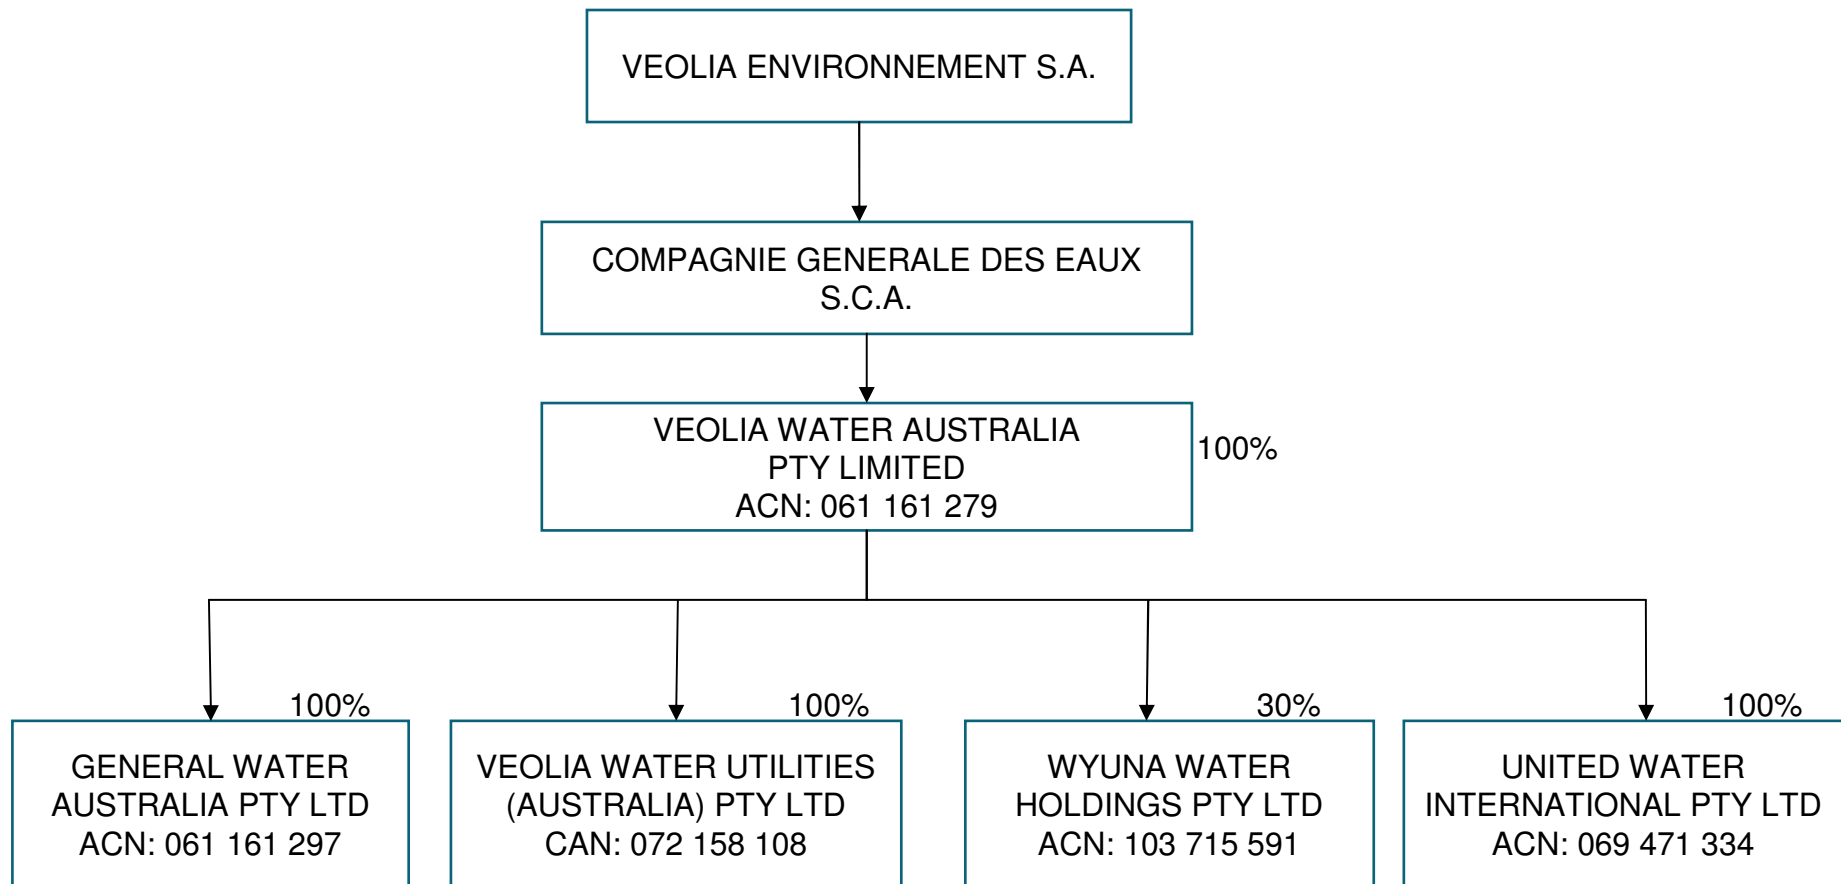 VEOLIA ENVIRONNEMENT S.A.
COMPAGNIE GENERALE DES EAUX
S.C.A.
VEOLIA WATER AUSTRALIA
PTY LIMITED
ACN: 061 161 279
100%
100%
GENERAL WATER
AUSTRALIA PTY LTD
ACN: 061 161 297
100%
VEOLIA WATER UTILITIES
(AUSTRALIA) PTY LTD
CAN: 072 158 108
30%
WYUNA WATER
HOLDINGS PTY LTD
ACN: 103 715 591
100%
UNITED WATER
INTERNATIONAL PTY LTD
ACN: 069 471 334